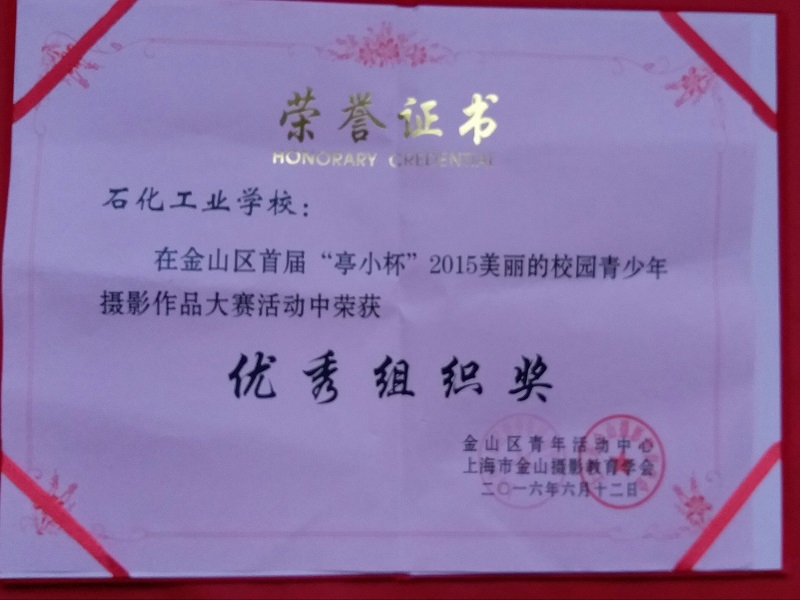 荣誉证书
HONORARY CREDENTIAL
石化工业学校：
在金山区首届“亭小杯”2015美丽的校园青少年
摄影作品大赛活动中荣获
优秀组织奖
金山区青年活动中心
上海市金山摄影教育学会
二〇一六年六月十二日